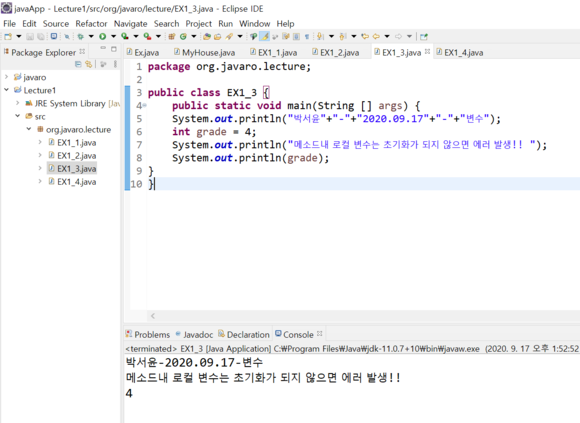 javaApp - Lecture1/src/org/javaro/lecture/EX1_3.java - Eclipse IDE
File Edit Source Refactor Navigate Search Project Run Window Help
Package Explorer
Ex.java MyHouse.java EX1_1.java EX1_2.java EX1_3.java EX1_4.java
javaro
Lecture1
JRE System Library [Jav
src
org.javaro.lecture
EX1_1.java
EX1_2.java
EX1_3.java
EX1_4.java
1 package org.javaro.lecture;
2
3 public class EX1_3 {
4 public static void main(String [] args) {
5 System.out.println("박서윤"+"-"+"2020.09.17"+"-"+"변수");
6 int grade = 4;
7 System.out.println("메소드내 로컬 변수는 초기화가 되지 않으면 에러 발생!! ");
8 System.out.println(grade);
9 }
10 }
Problems Javadoc Declaration Console
<terminated> EX1_3 [Java Application] C:₩Program Files₩Java₩jdk-11.0.7+10₩bin₩javaw.exe (2020. 9. 17 오후 1:52:52
박서윤-2020.09.17-변수
메소드내 로컬 변수는 초기화가 되지 않으면 에러 발생!!
4